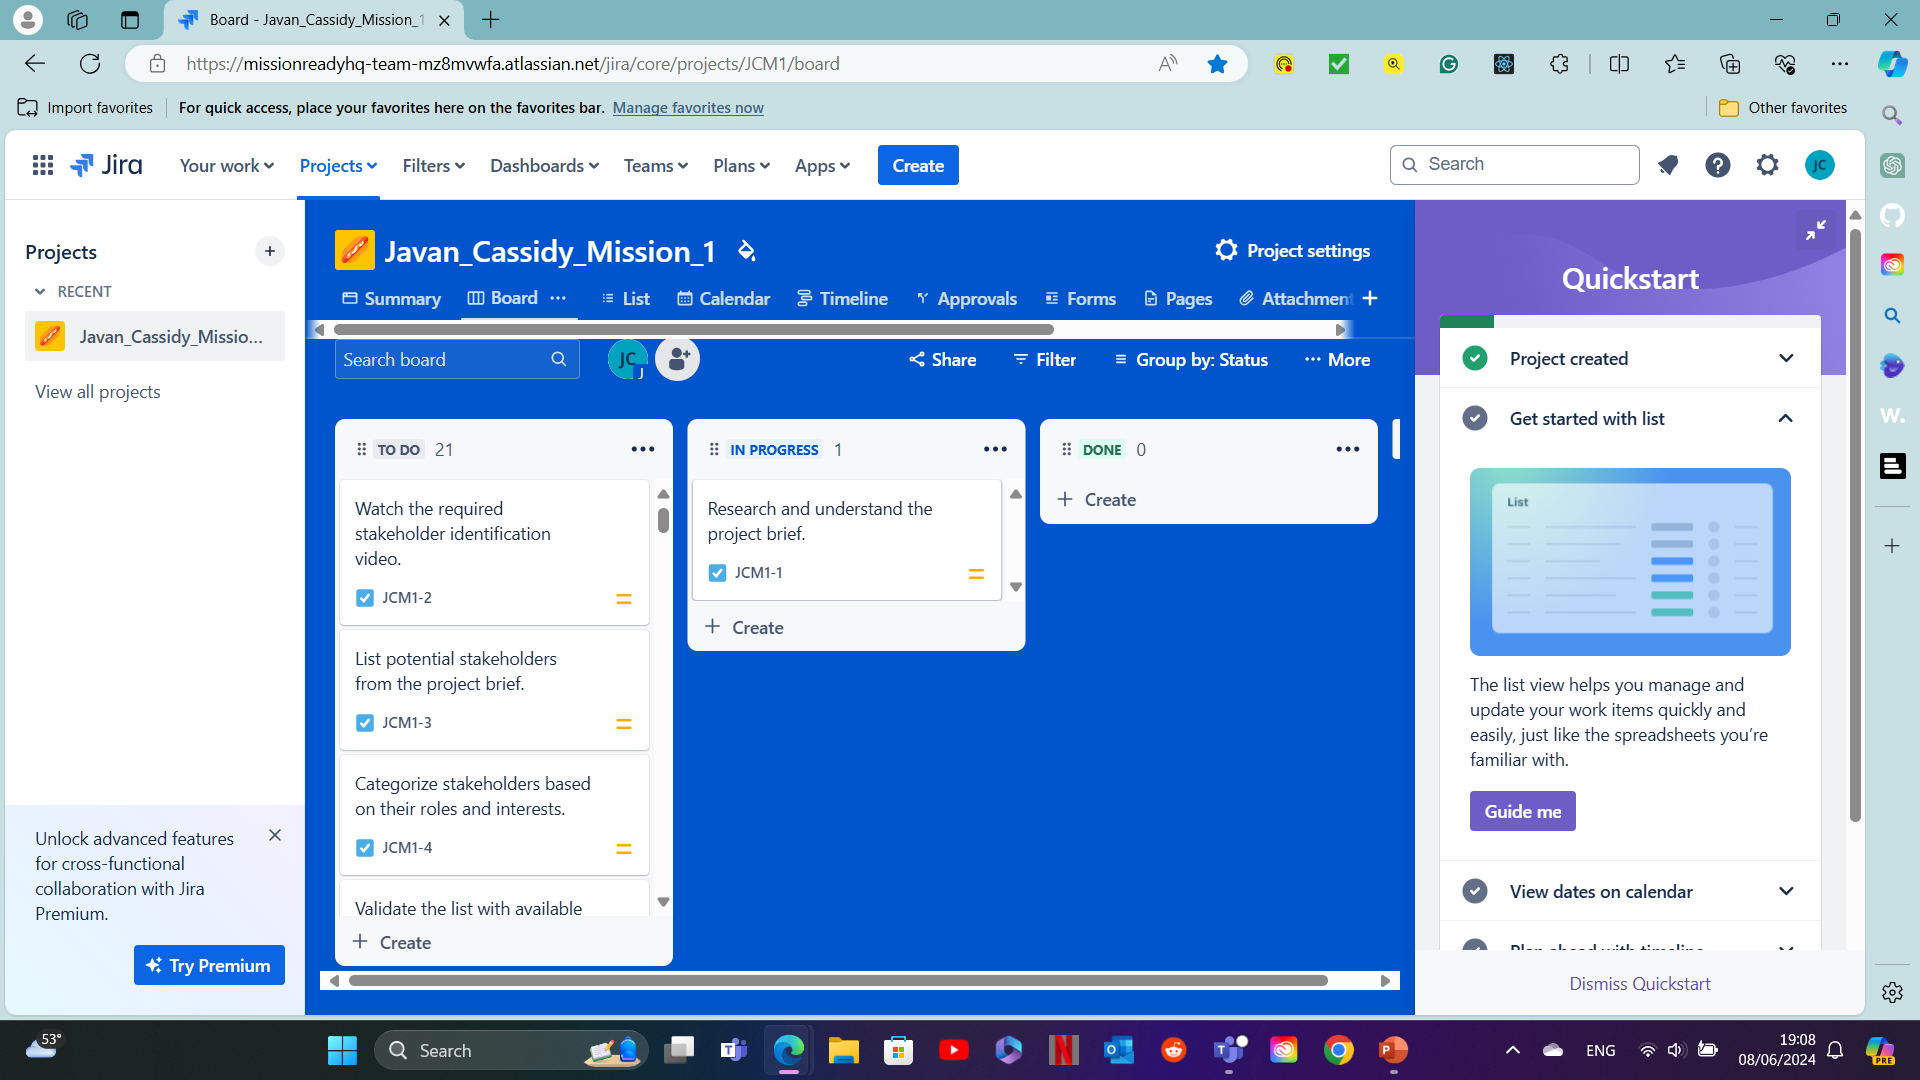 Board - Javan_Cassidy_Mission_1
https://missionreadyhq-team-mz8mvwfa.atlassian.net/jira/core/projects/JCM1/board
Import favorites
For quick access, place your favorites here on the favorites bar. Manage favorites now
Other favorites
Jira
Your work
Projects
Filters
Dashboards
Teams
Plans
Apps
Create
Search
JC
Projects
RECENT
Javan_Cassidy_Missio...
View all projects
Unlock advanced features
for cross-functional
collaboration with Jira
Premium.
Try Premium
Javan_Cassidy_Mission_1
Project settings
Summary
Board
List
Calendar
Timeline
Approvals
Forms
Pages
Attachment
Search board
JC
J
Share
Filter
Group by: Status
More
TO DO 21
Watch the required
stakeholder identification
video.
JCM1-2
List potential stakeholders
from the project brief.
JCM1-3
Categorize stakeholders based
on their roles and interests.
JCM1-4
Validate the list with available
Create
IN PROGRESS 1
Research and understand the
project brief.
JCM1-1
Create
DONE 0
Create
Quickstart
Project created
Get started with list
List
The list view helps you manage and
update your work items quickly and
easily, just like the spreadsheets you're
familiar with.
Guide me
View dates on calendar
Plan ahead with timeline
Dismiss Quickstart
53°
Search
ENG
19:08
08/06/2024
PRE